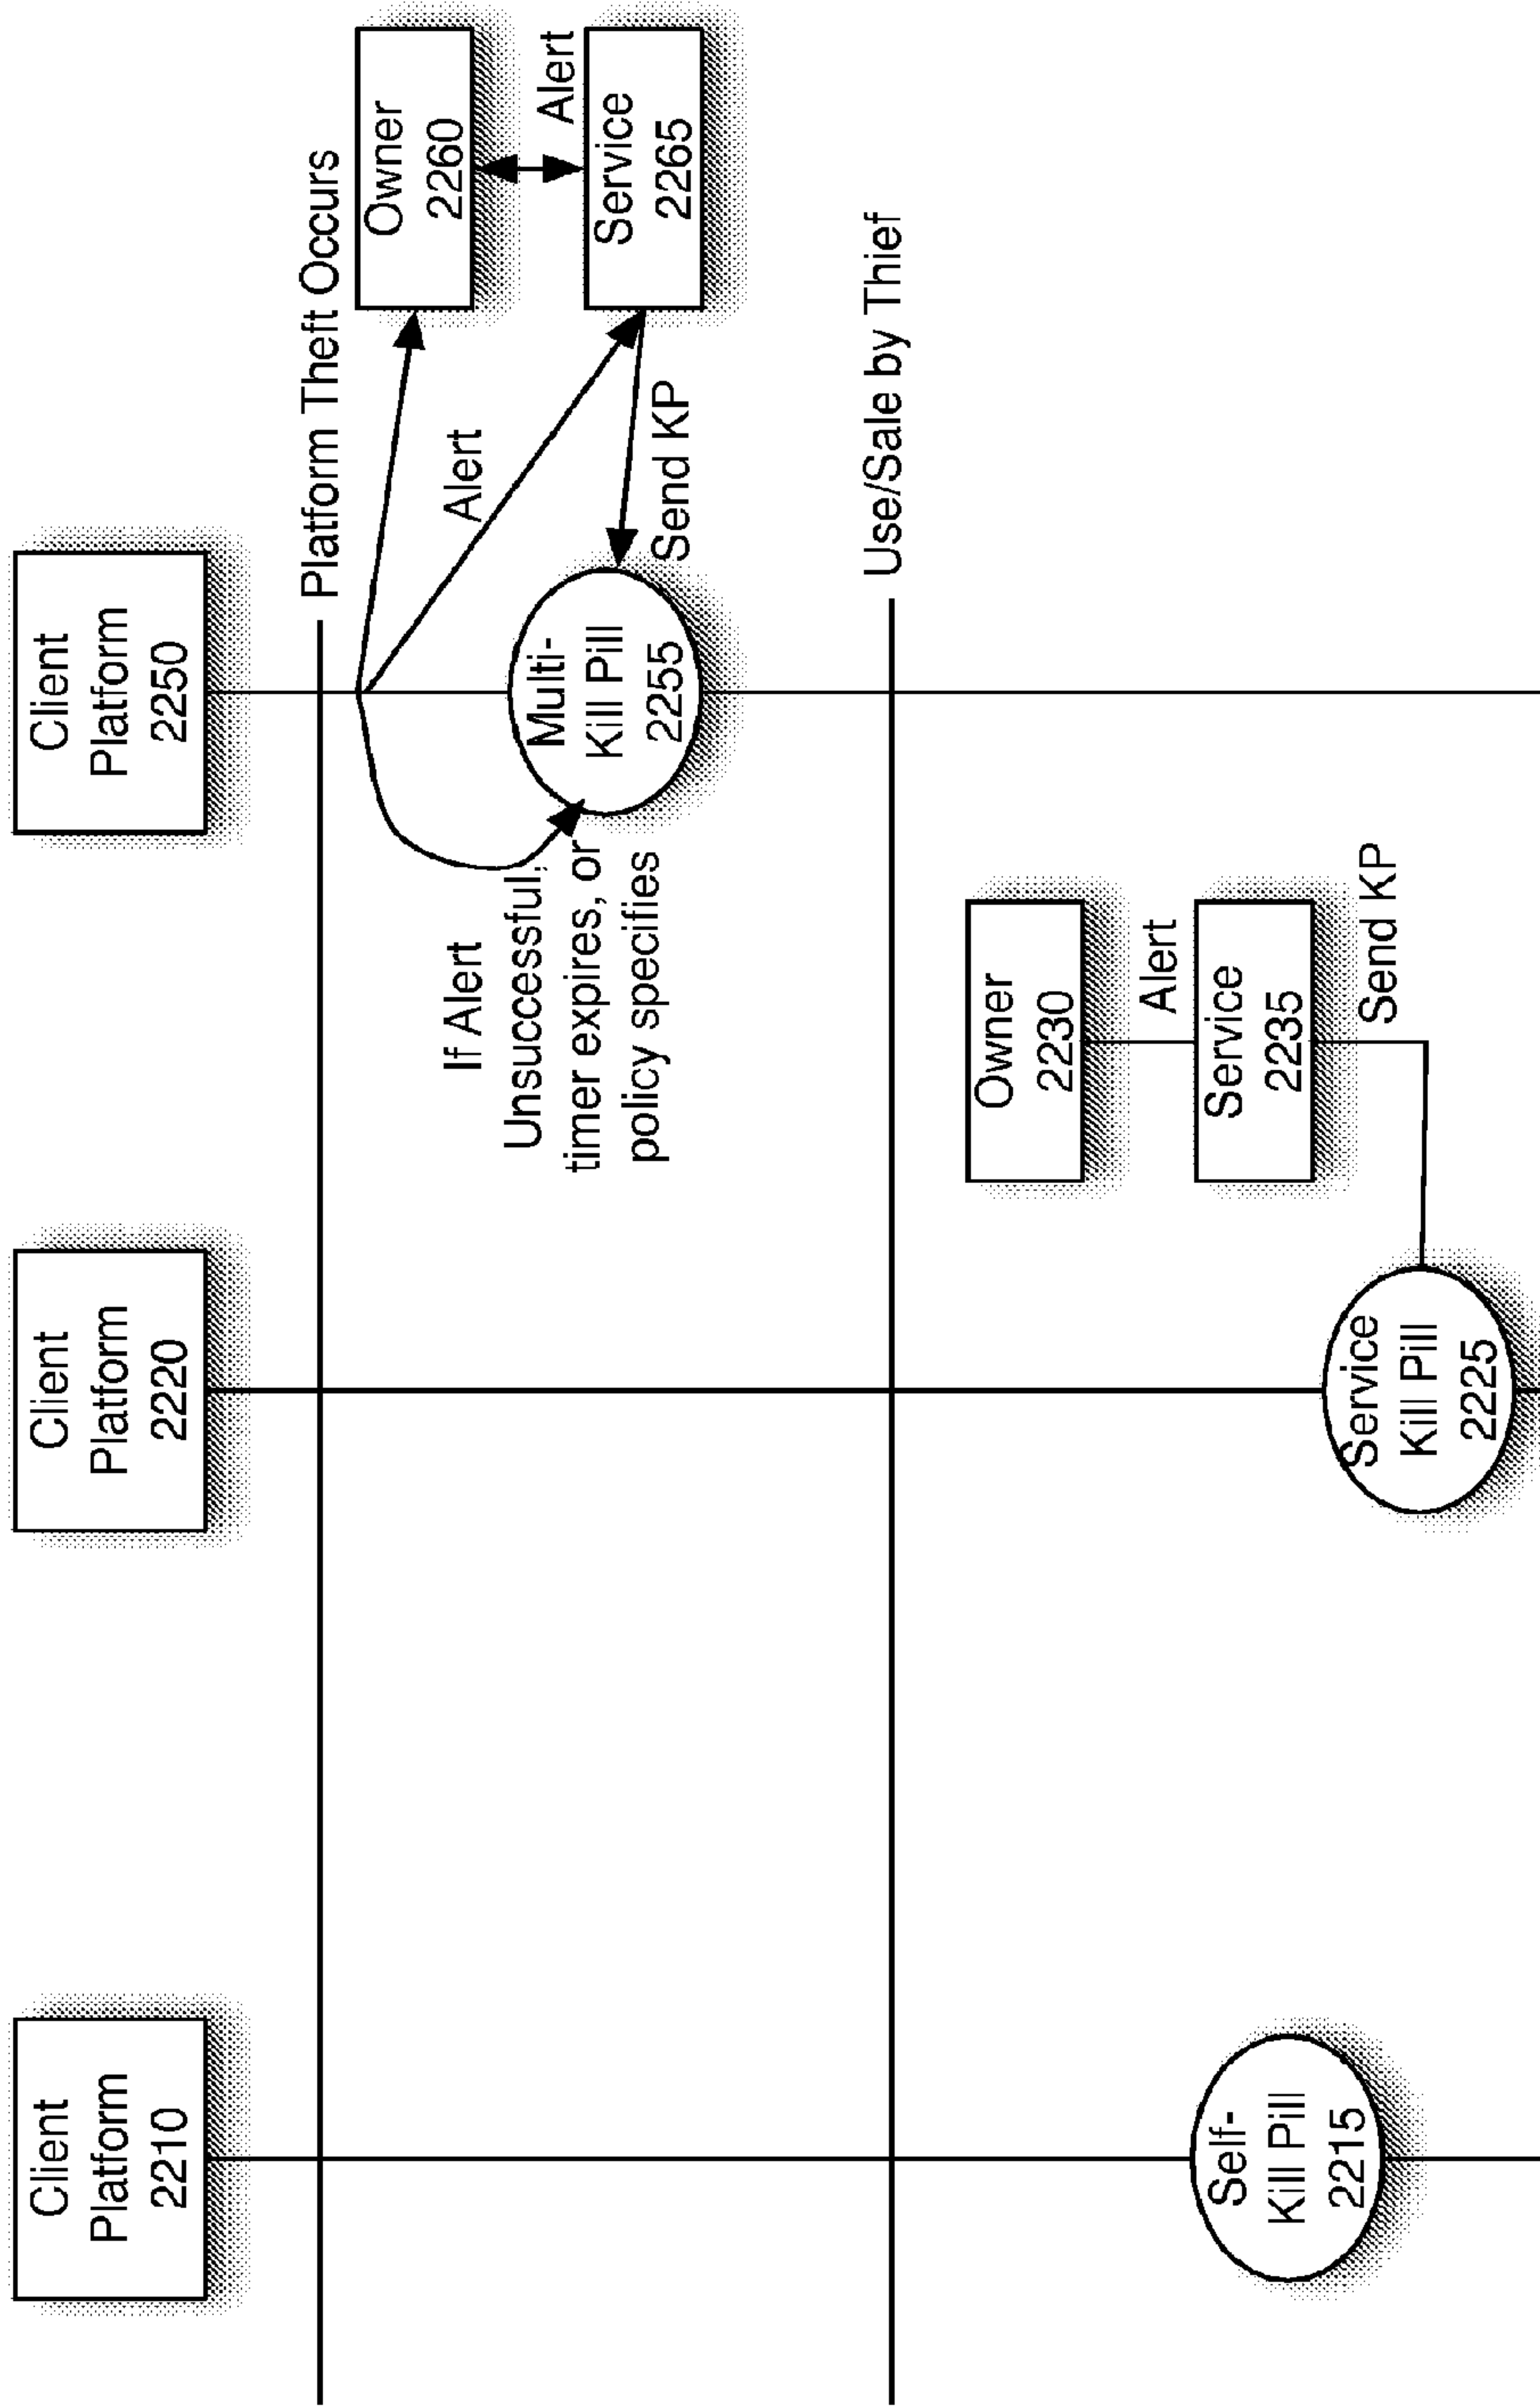 Client
Platform
2210
Client
Platform
2220
Client
Platform
2250
Platform Theft Occurs
Owner
2260
Alert
Service
2265
Alert
Send KP
If Alert
Unsuccessful,
timer expires, or
policy specifies
Multi-
Kill Pill
2255
Use/Sale by Thief
Owner
2230
Alert
Service
2235
Send KP
Self-
Kill Pill
2215
Service
Kill Pill
2225